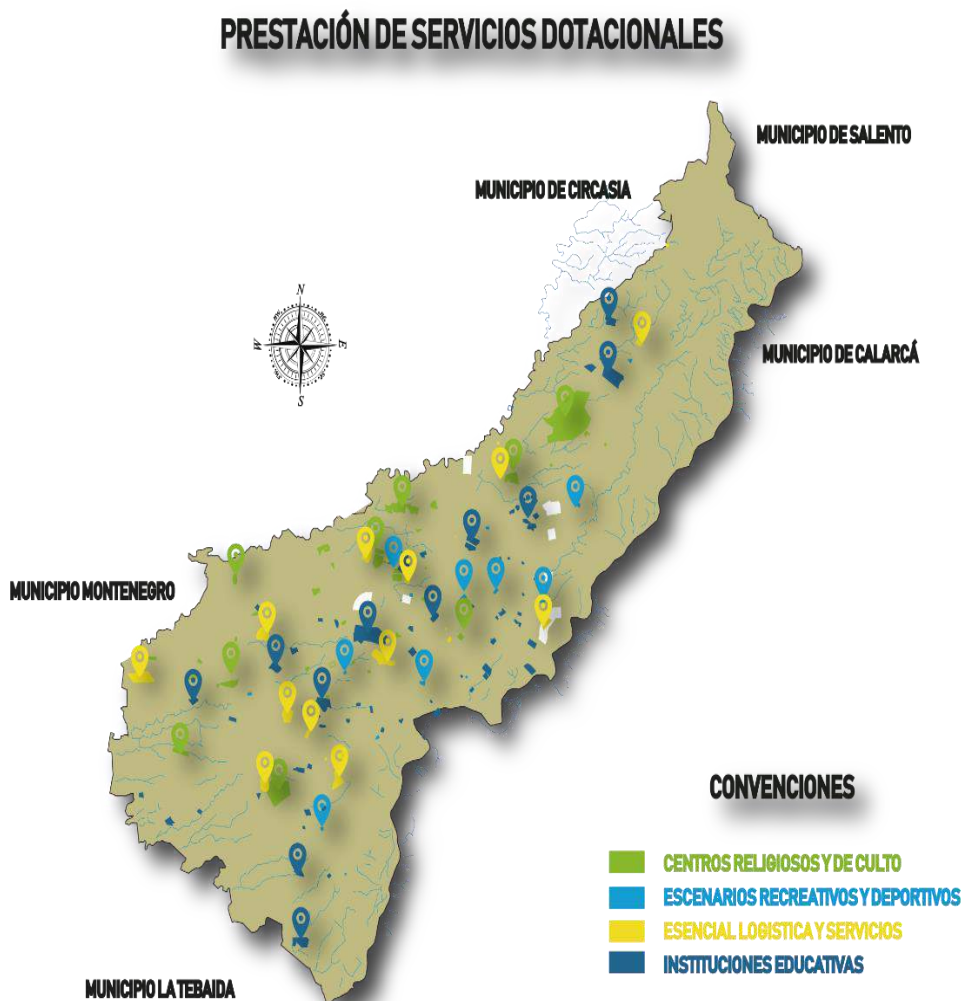 PRESTACIÓN DE SERVICIOS DOTACIONALES
MUNICIPIO DE SALENTO
MUNICIPIO DE CIRCASIA
N
W
E
S
MUNICIPIO DE CALARCÁ
MUNICIPIO MONTENEGRO
CONVENCIONES
CENTROS RELIGIOSOS Y DE CULTO
ESCENARIOS RECREATIVOS Y DEPORTIVOS
ESENCIAL LOGISTICA Y SERVICIOS
INSTITUCIONES EDUCATIVAS
MUNICIPIO LA TEBAIDA